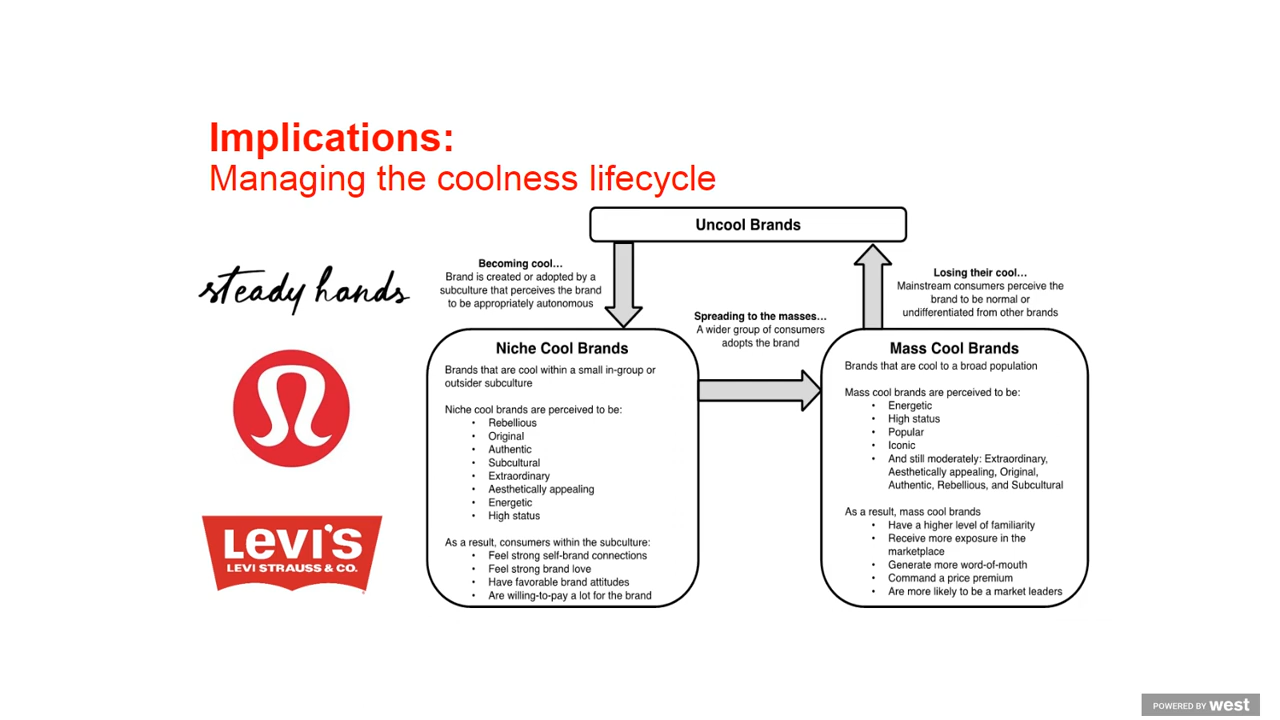 Implications:
Managing the coolness lifecycle
Uncool Brands
steady hands
Becoming cool...
Brand is created or adopted by a
subculture that perceives the brand
to be appropriately autonomous
Losing their cool...
Mainstream consumers perceive the
brand to be normal or
undifferentiated from other brands
Spreading to the masses...
A wider group of consumers
adopts the brand
Niche Cool Brands
Brands that are cool within a small in-group or
outsider subculture
Niche cool brands are perceived to be:
• Rebellious
• Original
• Authentic
• Subcultural
• Extraordinary
• Aesthetically appealing
• Energetic
• High status
As a result, consumers within the subculture:
• Feel strong self-brand connections
• Feel strong brand love
• Have favorable brand attitudes
• Are willing-to-pay a lot for the brand
Mass Cool Brands
Brands that are cool to a broad population
Mass cool brands are perceived to be:
• Energetic
• High status
• Popular
• Iconic
• And still moderately: Extraordinary,
Aesthetically appealing, Original,
Authentic, Rebellious, and Subcultural
As a result, mass cool brands
• Have a higher level of familiarity
• Receive more exposure in the
marketplace
• Generate more word-of-mouth
• Command a price premium
• Are more likely to be a market leaders
LEVI'S
LEVI STRAUSS & CO.
POWERED BY west